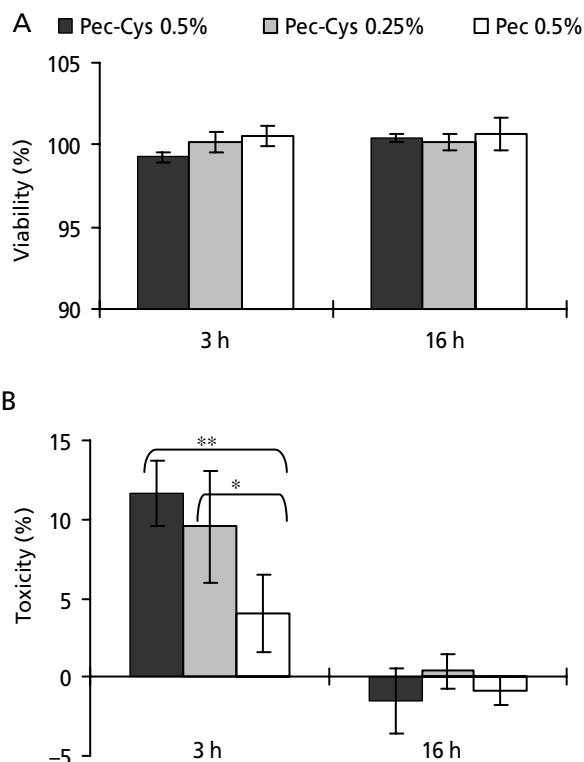 A Pec-Cys 0.5% Pec-Cys 0.25% Pec 0.5%
Viability (%)
105
100
95
90
3 h 16 h
B
Toxicity (%)
15
**
*
10
5
0
–5
3 h 16 h